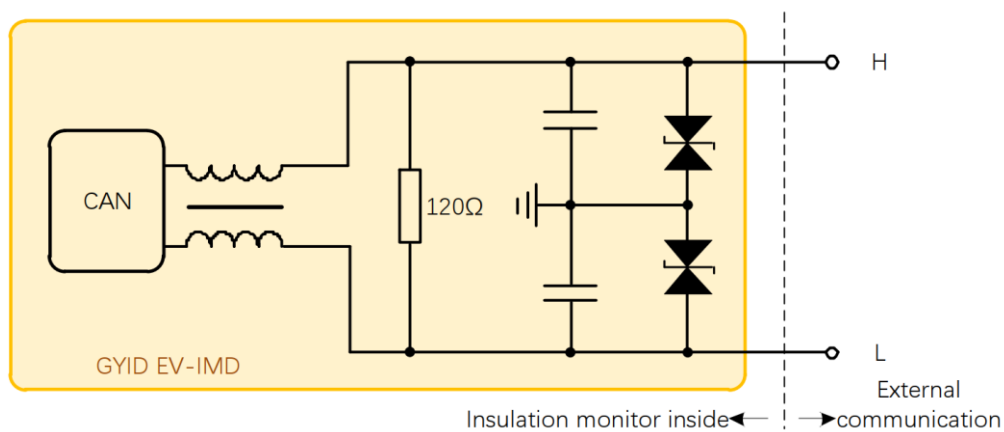 H
CAN
120Ω
GYID EV-IMD
L
External
Insulation monitor inside
communication